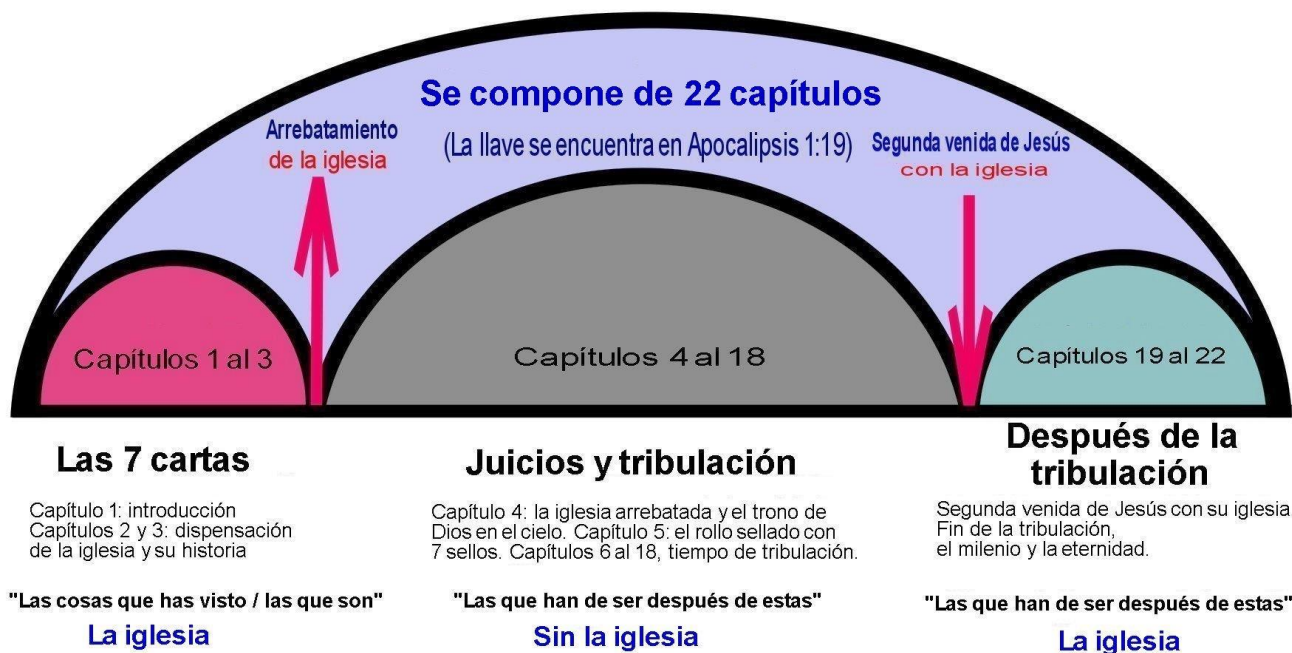 Se compone de 22 capítulos
(La llave se encuentra en Apocalipsis 1:19)
Arrebatamiento
de la iglesia
Segunda venida de Jesús
con la iglesia
Capítulos 1 al 3
Capítulos 4 al 18
Capítulos 19 al 22
Las 7 cartas
Capítulo 1: introducción
Capítulos 2 y 3: dispensación
de la iglesia y su historia
"Las cosas que has visto / las que son"
La iglesia
Juicios y tribulación
Capítulo 4: la iglesia arrebatada y el trono de
Dios en el cielo. Capítulo 5: el rollo sellado con
7 sellos. Capítulos 6 al 18, tiempo de tribulación.
"Las que han de ser después de estas"
Sin la iglesia
Después de la
tribulación
Segunda venida de Jesús con su iglesia
Fin de la tribulación,
el milenio y la eternidad.
"Las que han de ser después de estas"
La iglesia